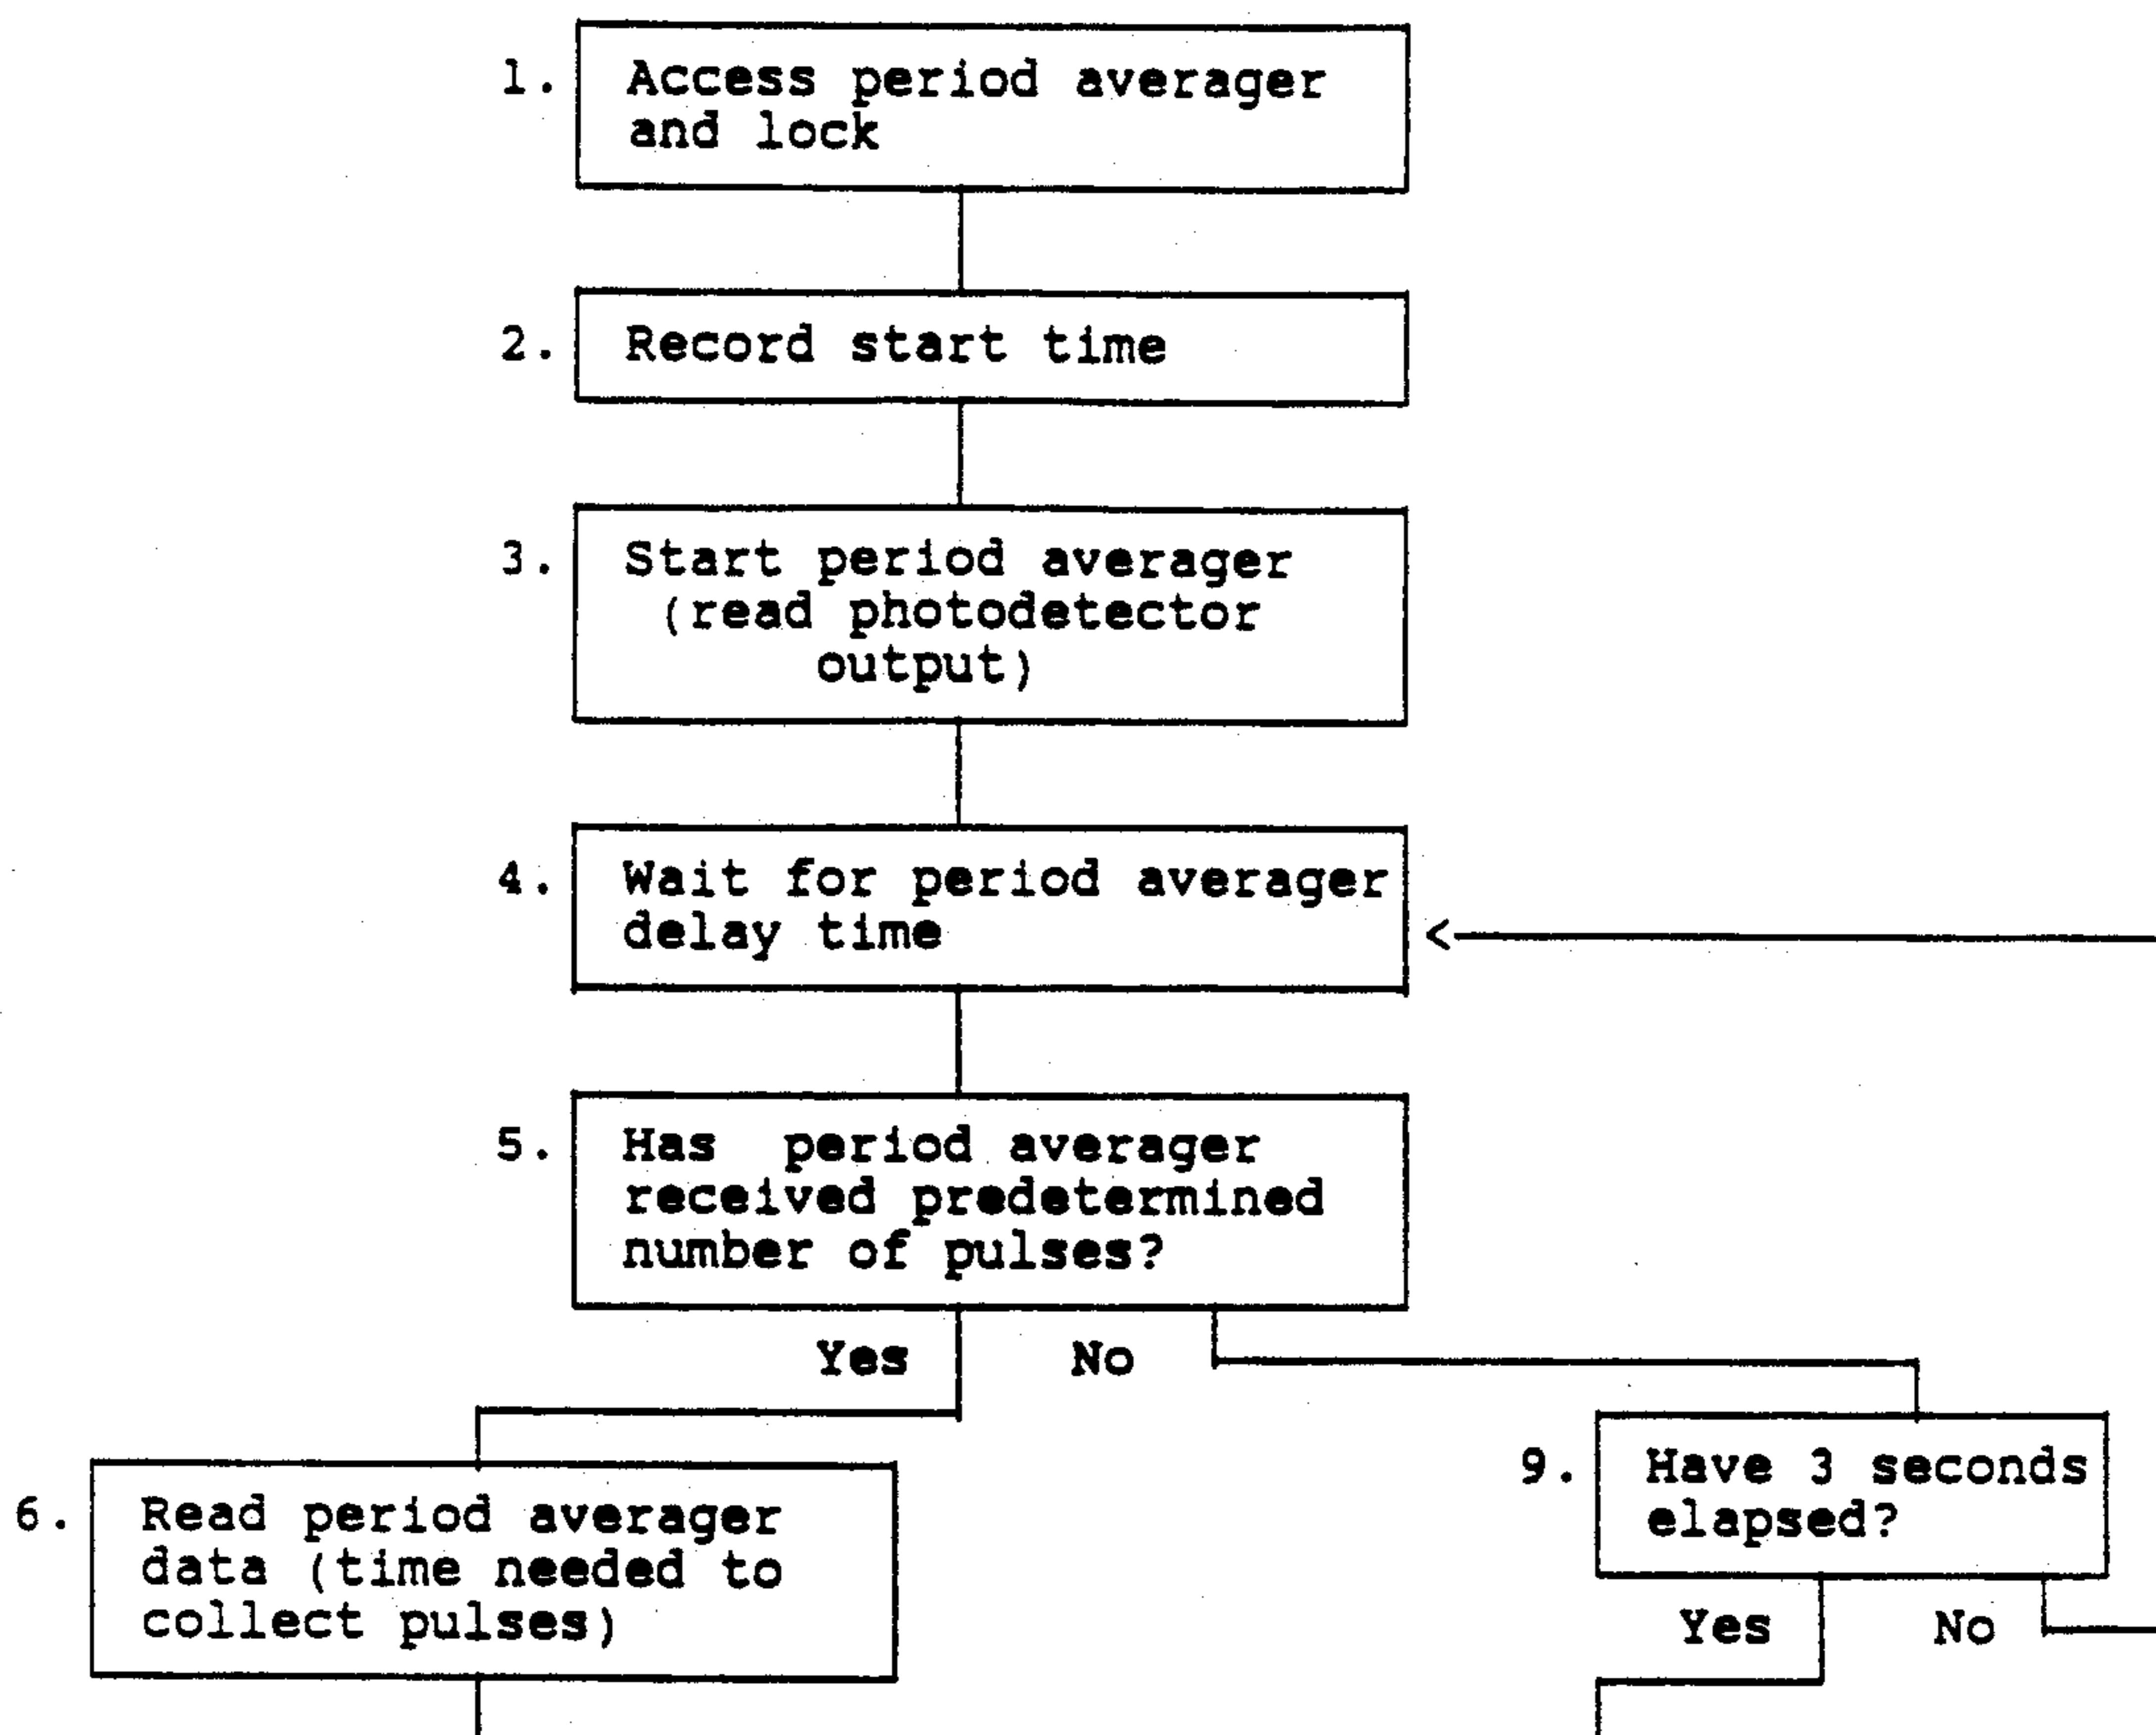 1. Access period averager
and lock
2. Record start time
3. Start period averager
(read photodetector
output)
4. Wait for period averager
delay time
5. Has period averager
received predetermined
number of pulses?
Yes No
6. Read period averager
data (time needed to
collect pulses)
9. Have 3 seconds
elapsed?
Yes No